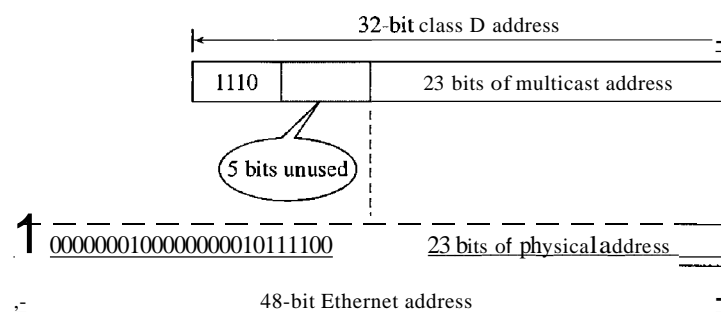 32-bit class D address
1110
23 bits of multicast address
5 bits unused
1
0000000100000000010111100
23 bits of physical address
48-bit Ethernet address